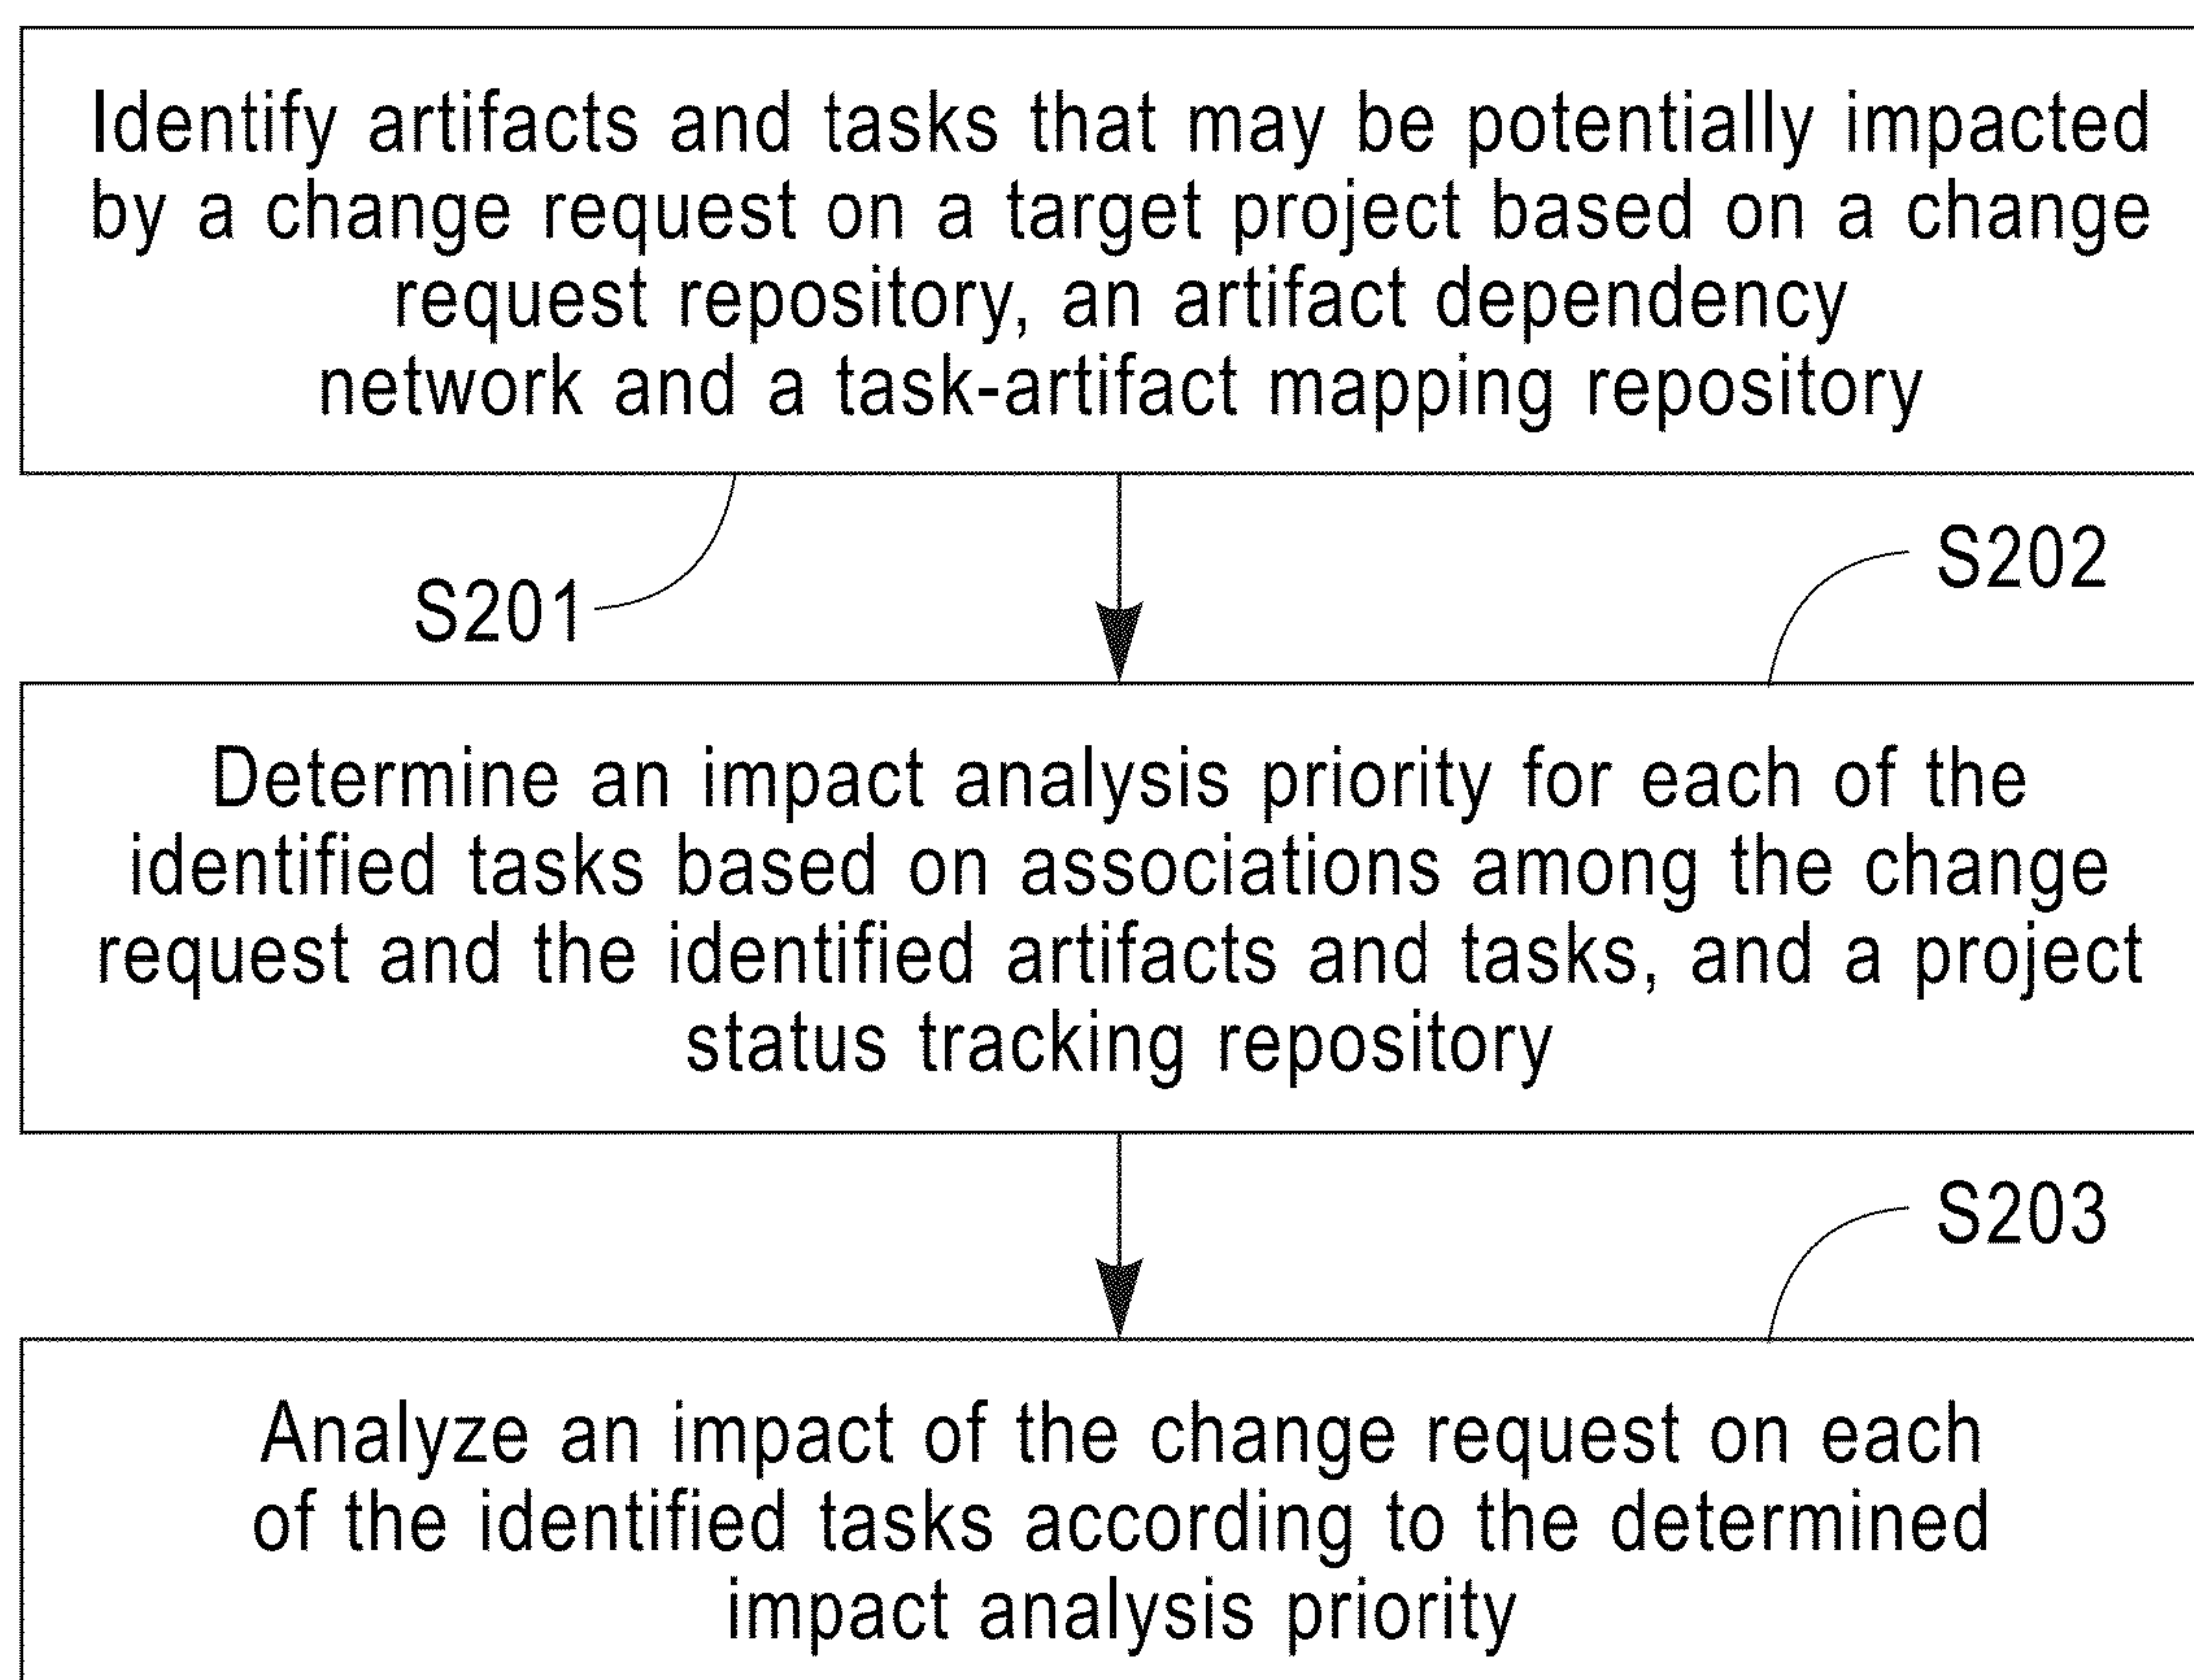 Identify artifacts and tasks that may be potentially impacted
by a change request on a target project based on a change
request repository, an artifact dependency
network and a task-artifact mapping repository
S201
S202
Determine an impact analysis priority for each of the
identified tasks based on associations among the change
request and the identified artifacts and tasks, and a project
status tracking repository
S203
Analyze an impact of the change request on each
of the identified tasks according to the determined
impact analysis priority